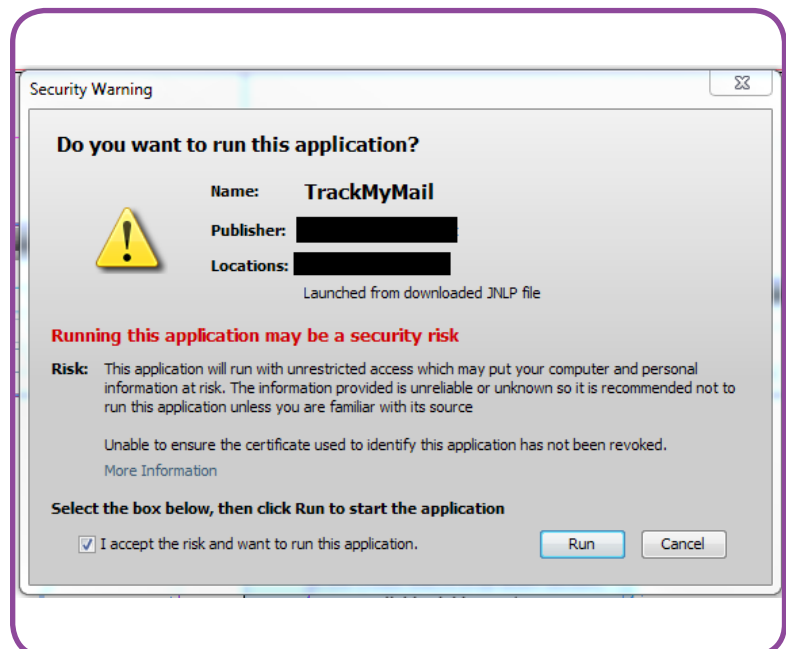 Security Warning
Do you want to run this application?
Name: TrackMyMail
Publisher:
Locations:
Launched from downloaded JNLP file
Running this application may be a security risk
Risk: This application will run with unrestricted access which may put your computer and personal
information at risk. The information provided is unreliable or unknown so it is recommended not to
run this application unless you are familiar with its source
Unable to ensure the certificate used to identify this application has not been revoked.
More Information
Select the box below, then click Run to start the application
I accept the risk and want to run this application. Run Cancel